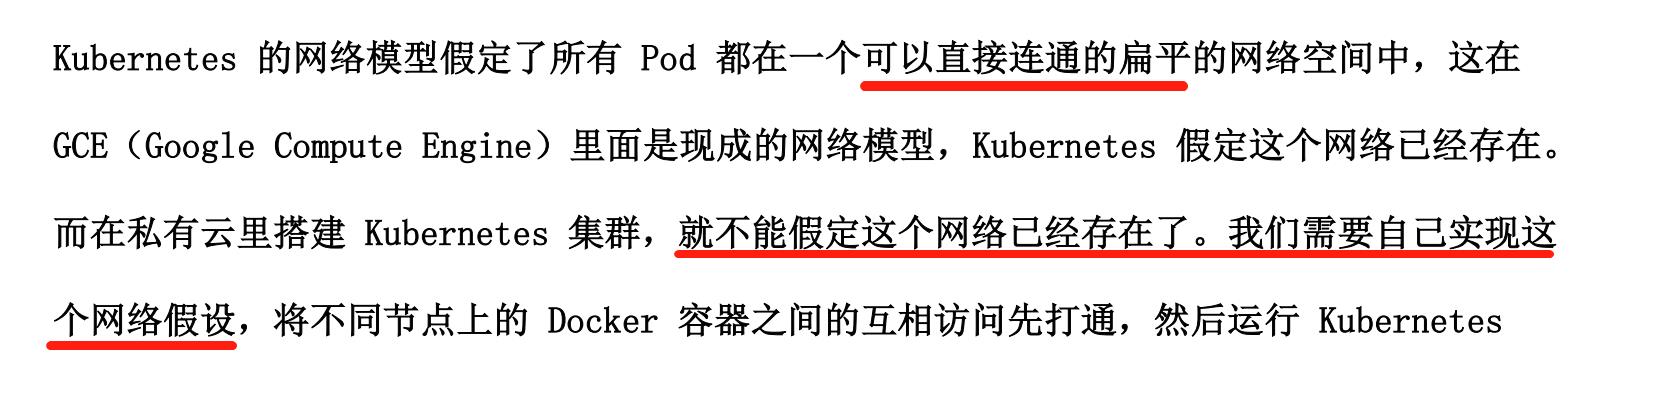 Kubernetes 的网络模型假定了所有 Pod 都在一个可以直接连通的扁平的网络空间中，这在
GCE（Google Compute Engine）里面是现成的网络模型，Kubernetes 假定这个网络已经存在。
而在私有云里搭建 Kubernetes 集群，就不能假定这个网络已经存在了。我们需要自己实现这
个网络假设，将不同节点上的 Docker 容器之间的互相访问先打通，然后运行 Kubernetes